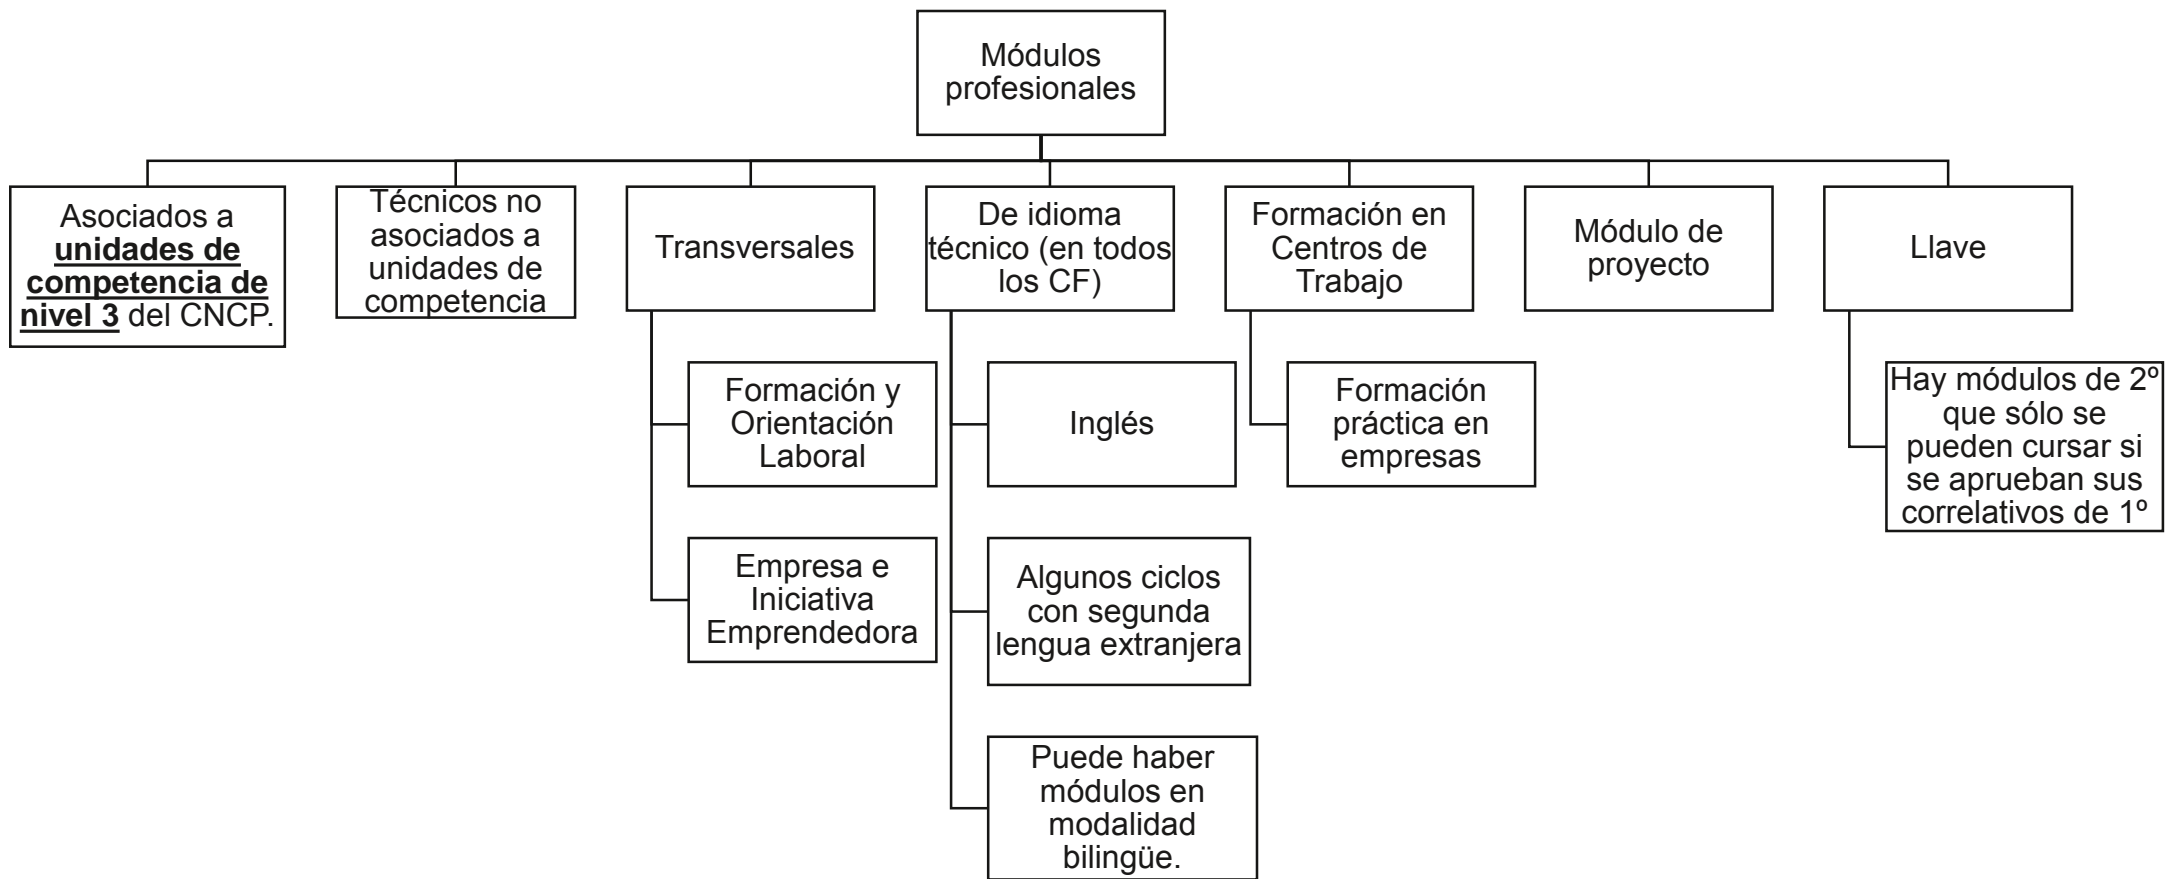 Módulos
profesionales
Asociados a
unidades de
competencia de
nivel 3 del CNCP.
Técnicos no
asociados a
unidades de
competencia
Transversales
De idioma
técnico (en todos
los CF)
Formación en
Centros de
Trabajo
Módulo de
proyecto
Llave
Formación y
Orientación
Laboral
Inglés
Formación
práctica en
empresas
Hay módulos de 2º
que sólo se
pueden cursar si
se aprueban sus
correlativos de 1º
Empresa e
Iniciativa
Emprendedora
Algunos ciclos
con segunda
lengua extranjera
Puede haber
módulos en
modalidad
bilingüe.